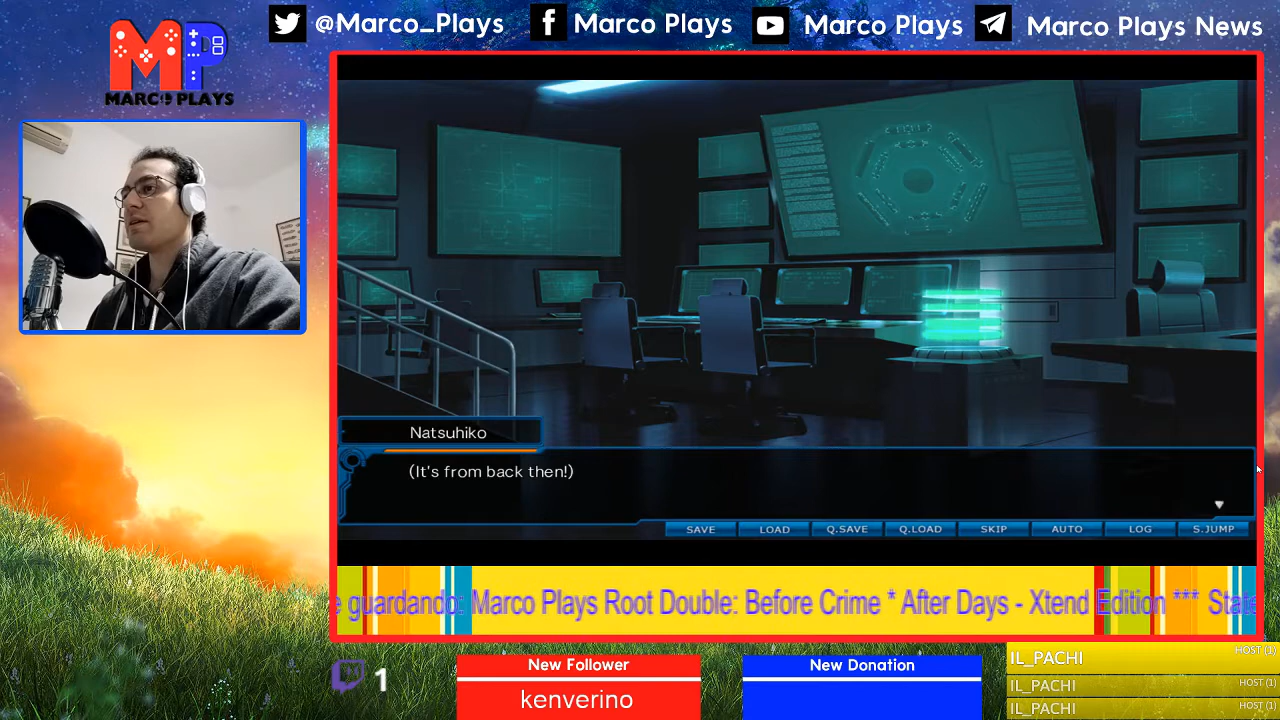 @Marco_Plays
Marco Plays
Marco Plays
Marco Plays News
MP
MARCO PLAYS
Natsuhiko
(It's from back then!)
SAVE
LOAD
Q.SAVE
Q.LOAD
SKIP
AUTO
LOG
S.JUMP
e guardando: Marco Plays Root Double: Before Crime * After Days - Xtend Edition *** State
1
New Follower
kenverino
New Donation
IL_PACHI HOST (1)
IL_PACHI HOST (1)
IL_PACHI HOST (1)